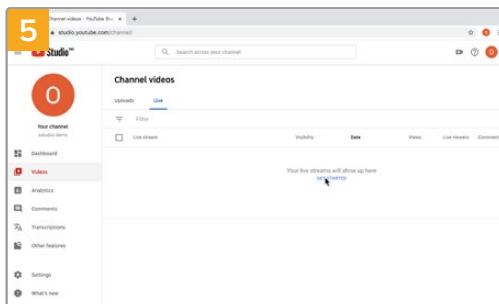 5
Channel videos - YouTube Stu
studio.youtube.com/channel/
Studio
Search across your channel
O
O
Your channel
Channel videos
Uploads
Live
Filter
Live stream
Visibility
Date
Views
Live viewers
Comments
Your live streams will show up here
GET STARTED
Dashboard
Videos
Analytics
Comments
Transcriptions
Other features
Settings
What's new